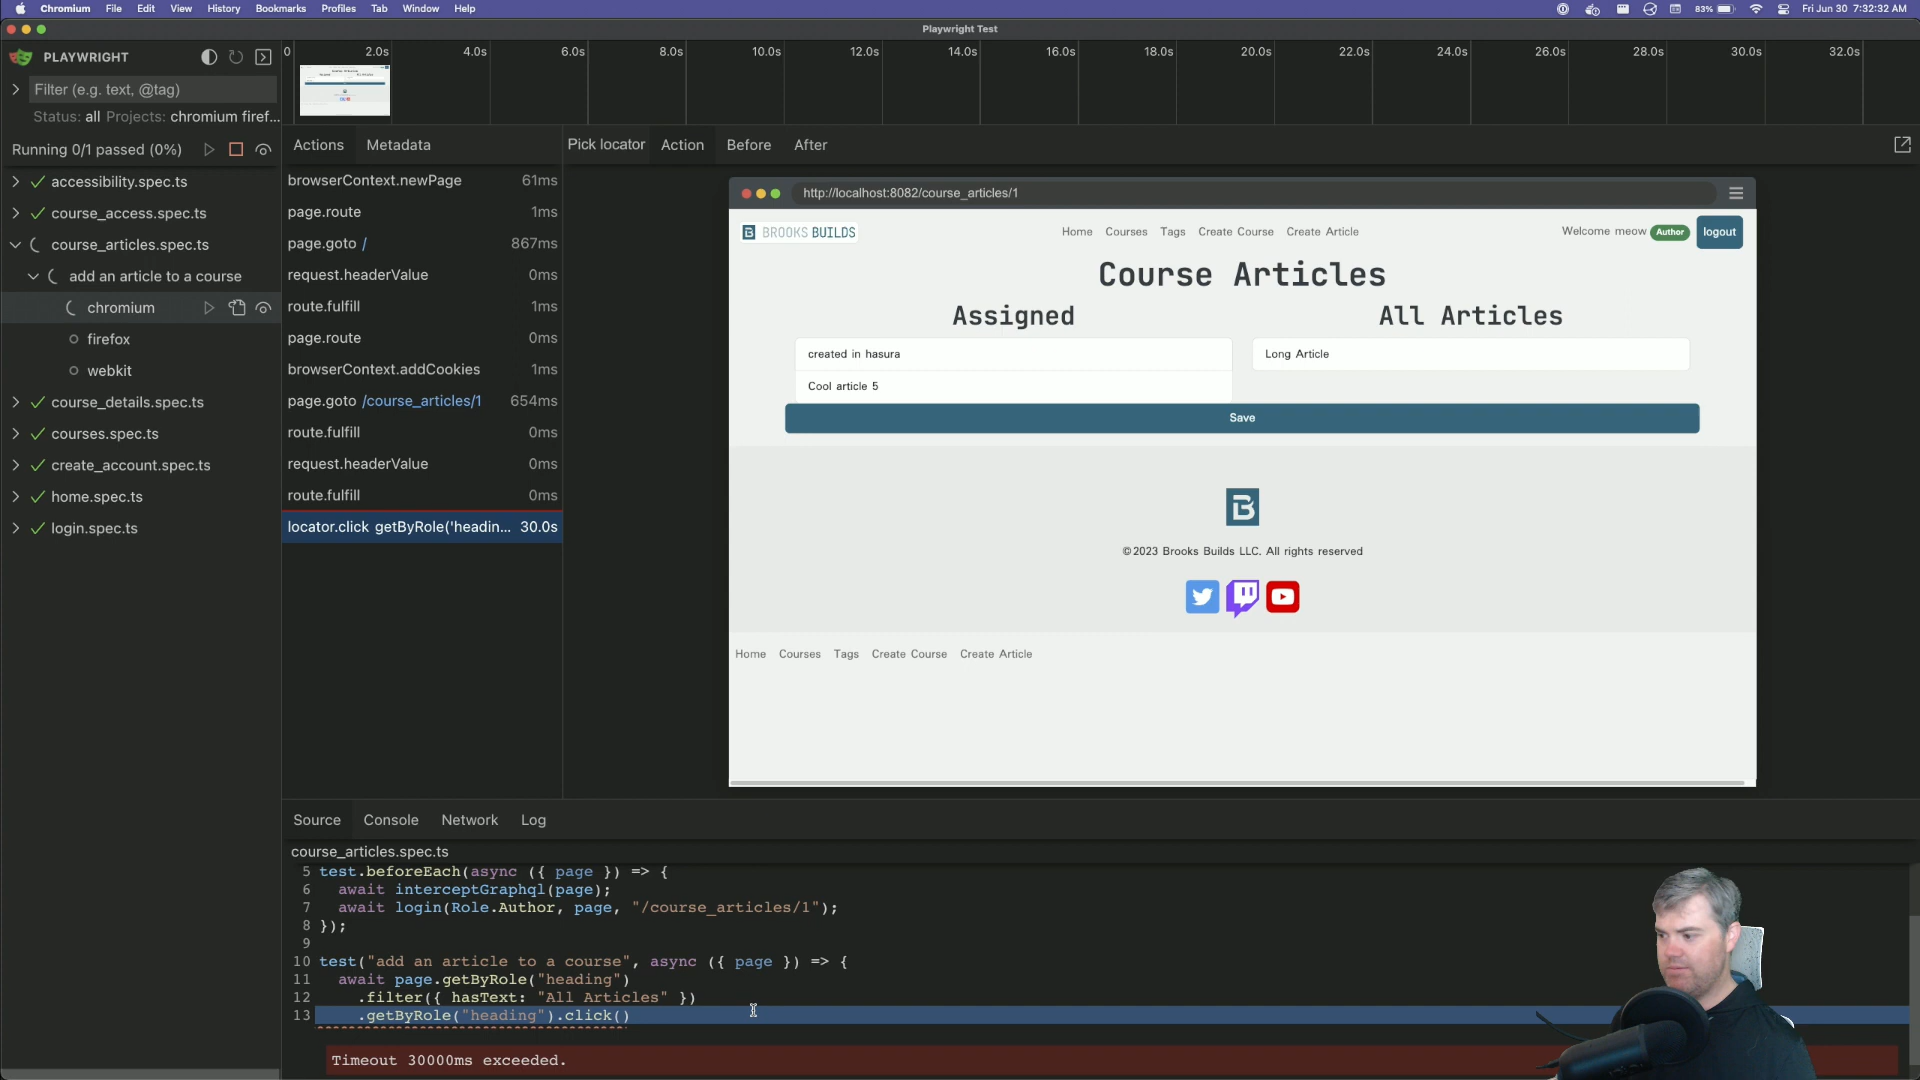 Chromium File Edit View History Bookmarks Profiles Tab Window Help 83% Fri Jun 30 7:32:32 AM
Playwright Test
PLAYWRIGHT
Filter (e.g. text, @tag)
Status: all Projects: chromium firef...
Running 0/1 passed (0%)
accessibility.spec.ts
course_access.spec.ts
course_articles.spec.ts
add an article to a course
chromium
firefox
webkit
course_details.spec.ts
courses.spec.ts
create_account.spec.ts
home.spec.ts
login.spec.ts
0 2.0s 4.0s 6.0s 8.0s 10.0s 12.0s 14.0s 16.0s 18.0s 20.0s 22.0s 24.0s 26.0s 28.0s 30.0s 32.0s
Actions Metadata
browserContext.newPage 61ms
page.route 1ms
page.goto / 867ms
request.headerValue 0ms
route.fulfill 1ms
page.route 0ms
browserContext.addCookies 1ms
page.goto /course_articles/1 654ms
route.fulfill 0ms
request.headerValue 0ms
route.fulfill 0ms
locator.click getByRole('headin... 30.0s
Pick locator Action Before After
http://localhost:8082/course_articles/1
B BROOKS BUILDS Home Courses Tags Create Course Create Article Welcome meow Author logout
Course Articles
Assigned All Articles
created in hasura Long Article
Cool article 5
Save
B
©2023 Brooks Builds LLC. All rights reserved
Home Courses Tags Create Course Create Article
Source Console Network Log
course_articles.spec.ts
5 test.beforeEach(async ({ page }) => {
6 await interceptGraphql(page);
7 await login(Role.Author, page, "/course_articles/1");
8 });
9
10 test("add an article to a course", async ({ page }) => {
11 await page.getByRole("heading")
12 .filter({ hasText: "All Articles" })
13 .getByRole("heading").click()
Timeout 30000ms exceeded.